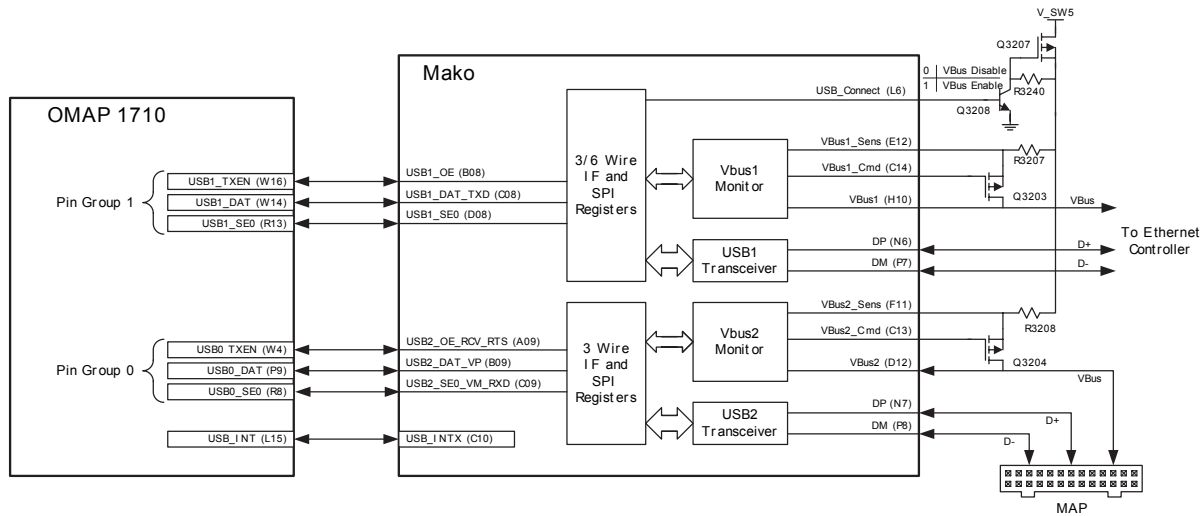 V_SW5
Q3207
Mako
0 VBus Disable
1 VBus Enable
R3240
Q3208
USB_Connect (L6)
OMAP 1710
Pin Group 1
USB1_TXEN (W16)
USB1_DAT (W14)
USB1_SE0 (R13)
USB1_OE (B08)
USB1_DAT_TXD (C08)
USB1_SE0 (D08)
3/6 Wire
IF and
SPI
Registers
Vbus1
Monitor
VBus1_Sens (E12)
VBus1_Cmd (C14)
VBus1 (H10)
R3207
Q3203
VBus
USB1
Transceiver
DP (N6)
DM (P7)
D+
D-
To Ethernet
Controller
Pin Group 0
USB0_TXEN (W4)
USB0_DAT (P9)
USB0_SE0 (R8)
USB_INT (L15)
USB2_OE_RCV_RTS (A09)
USB2_DAT_VP (B09)
USB2_SE0_VM_RXD (C09)
USB_INTX (C10)
3 Wire
IF and
SPI
Registers
Vbus2
Monitor
VBus2_Sens (F11)
VBus2_Cmd (C13)
VBus2 (D12)
R3208
Q3204
VBus
USB2
Transceiver
DP (N7)
DM (P8)
D+
D-
MAP